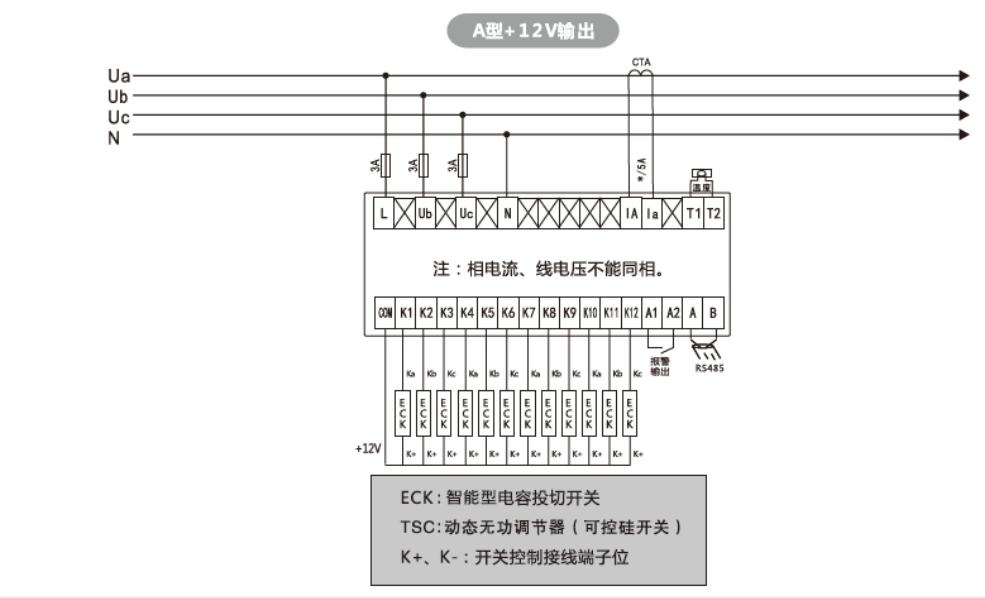 A型+12V输出
CTA
Ua
Ub
Uc
N
3A
3A
3A
*/5A
温度
L Ub Uc N IA Ia T1 T2
注：相电流、线电压不能同相。
COM K1 K2 K3 K4 K5 K6 K7 K8 K9 K10 K11 K12 A1 A2 A B
报警
输出
RS485
Ka Kb Kc Ka Kb Kc Ka Kb Kc Ka Kb Kc
ECK ECK ECK ECK ECK ECK ECK ECK ECK ECK ECK ECK
+12V
K+ K+ K+ K+ K+ K+ K+ K+ K+ K+ K+ K+
ECK：智能型电容投切开关
TSC：动态无功调节器（可控硅开关）
K+、K-：开关控制接线端子位